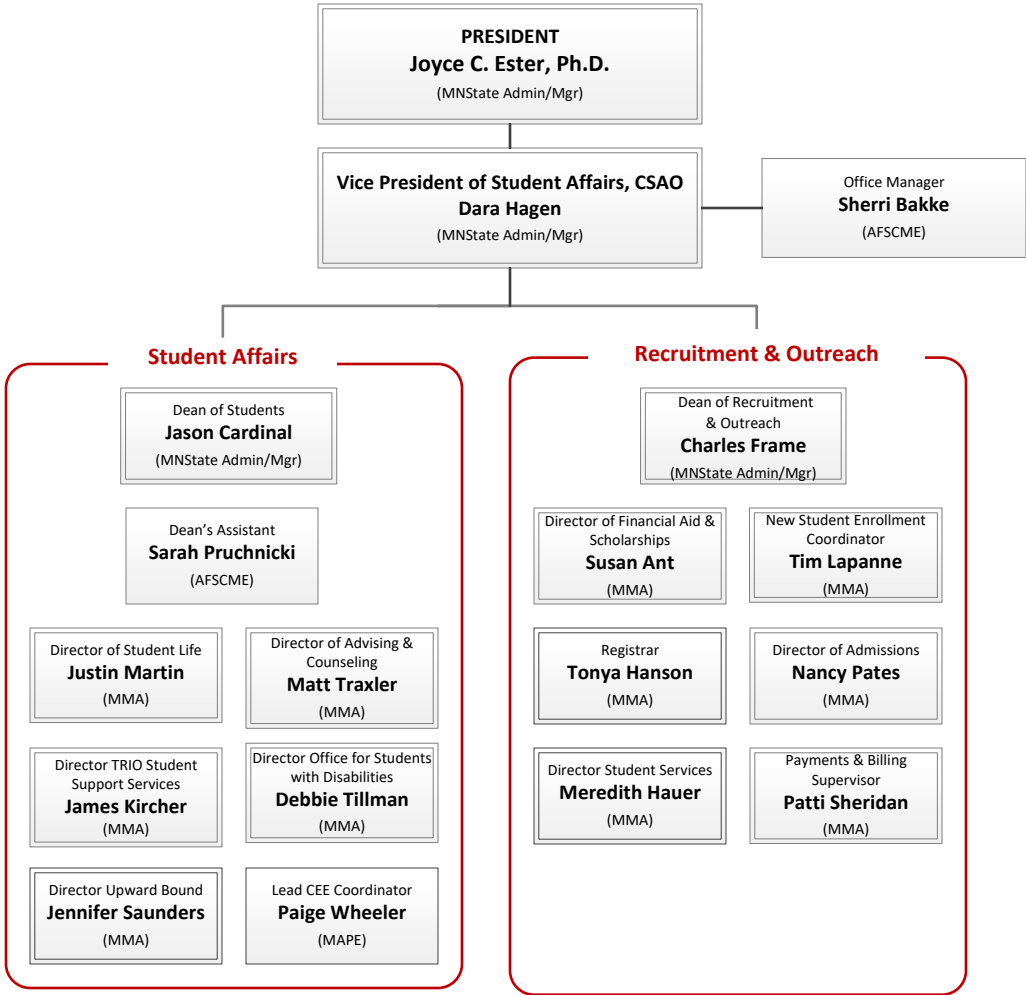 PRESIDENT
Joyce C. Ester, Ph.D.
(MNState Admin/Mgr)
Vice President of Student Affairs, CSAO
Dara Hagen
(MNState Admin/Mgr)
Office Manager
Sherri Bakke
(AFSCME)
Student Affairs
Dean of Students
Jason Cardinal
(MNState Admin/Mgr)
Dean’s Assistant
Sarah Pruchnicki
(AFSCME)
Director of Student Life
Justin Martin
(MMA)
Director of Advising &
Counseling
Matt Traxler
(MMA)
Director TRIO Student
Support Services
James Kircher
(MMA)
Director Office for Students
with Disabilities
Debbie Tillman
(MMA)
Director Upward Bound
Jennifer Saunders
(MMA)
Lead CEE Coordinator
Paige Wheeler
(MAPE)
Recruitment & Outreach
Dean of Recruitment
& Outreach
Charles Frame
(MNState Admin/Mgr)
Director of Financial Aid &
Scholarships
Susan Ant
(MMA)
New Student Enrollment
Coordinator
Tim Lapanne
(MMA)
Registrar
Tonya Hanson
(MMA)
Director of Admissions
Nancy Pates
(MMA)
Director Student Services
Meredith Hauer
(MMA)
Payments & Billing
Supervisor
Patti Sheridan
(MMA)